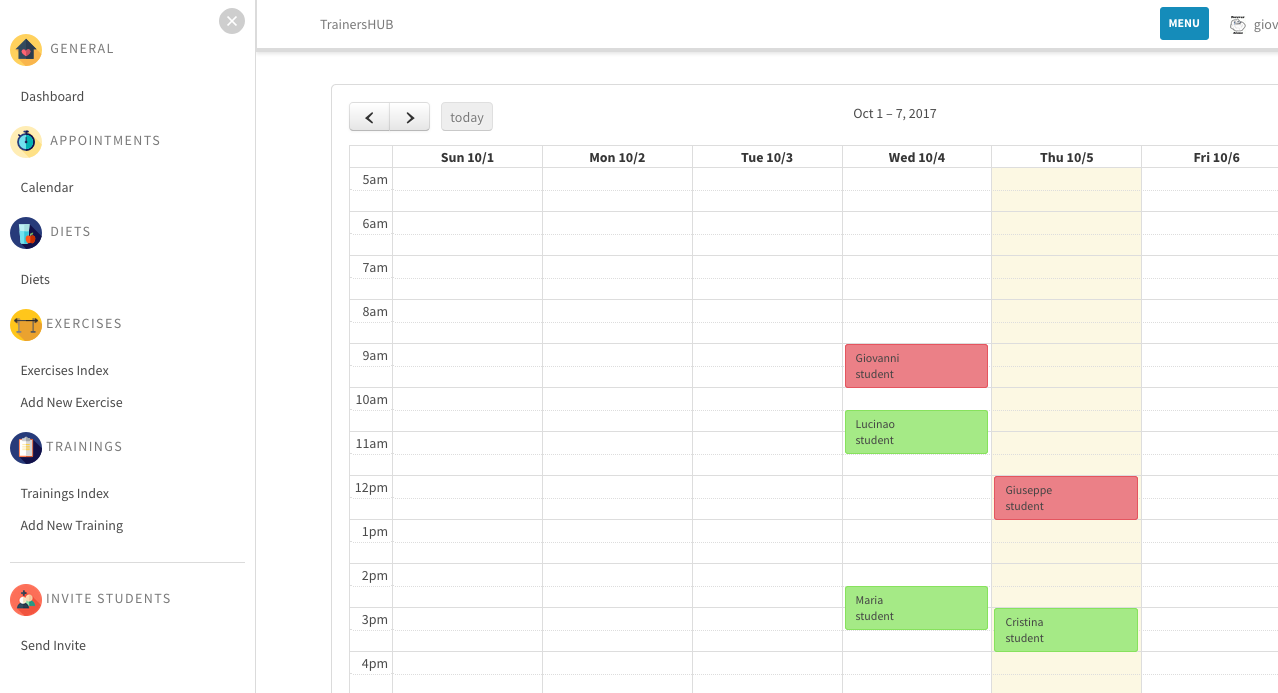 GENERAL
Dashboard
APPOINTMENTS
Calendar
DIETS
Diets
EXERCISES
Exercises Index
Add New Exercise
TRAININGS
Trainings Index
Add New Training
INVITE STUDENTS
Send Invite
TrainersHUB
MENU
giov
today
Oct 1 – 7, 2017
Sun 10/1 Mon 10/2 Tue 10/3 Wed 10/4 Thu 10/5 Fri 10/6
5am
6am
7am
8am
9am
Giovanni
student
10am
Lucinao
student
11am
12pm
Giuseppe
student
1pm
2pm
Maria
student
3pm
Cristina
student
4pm